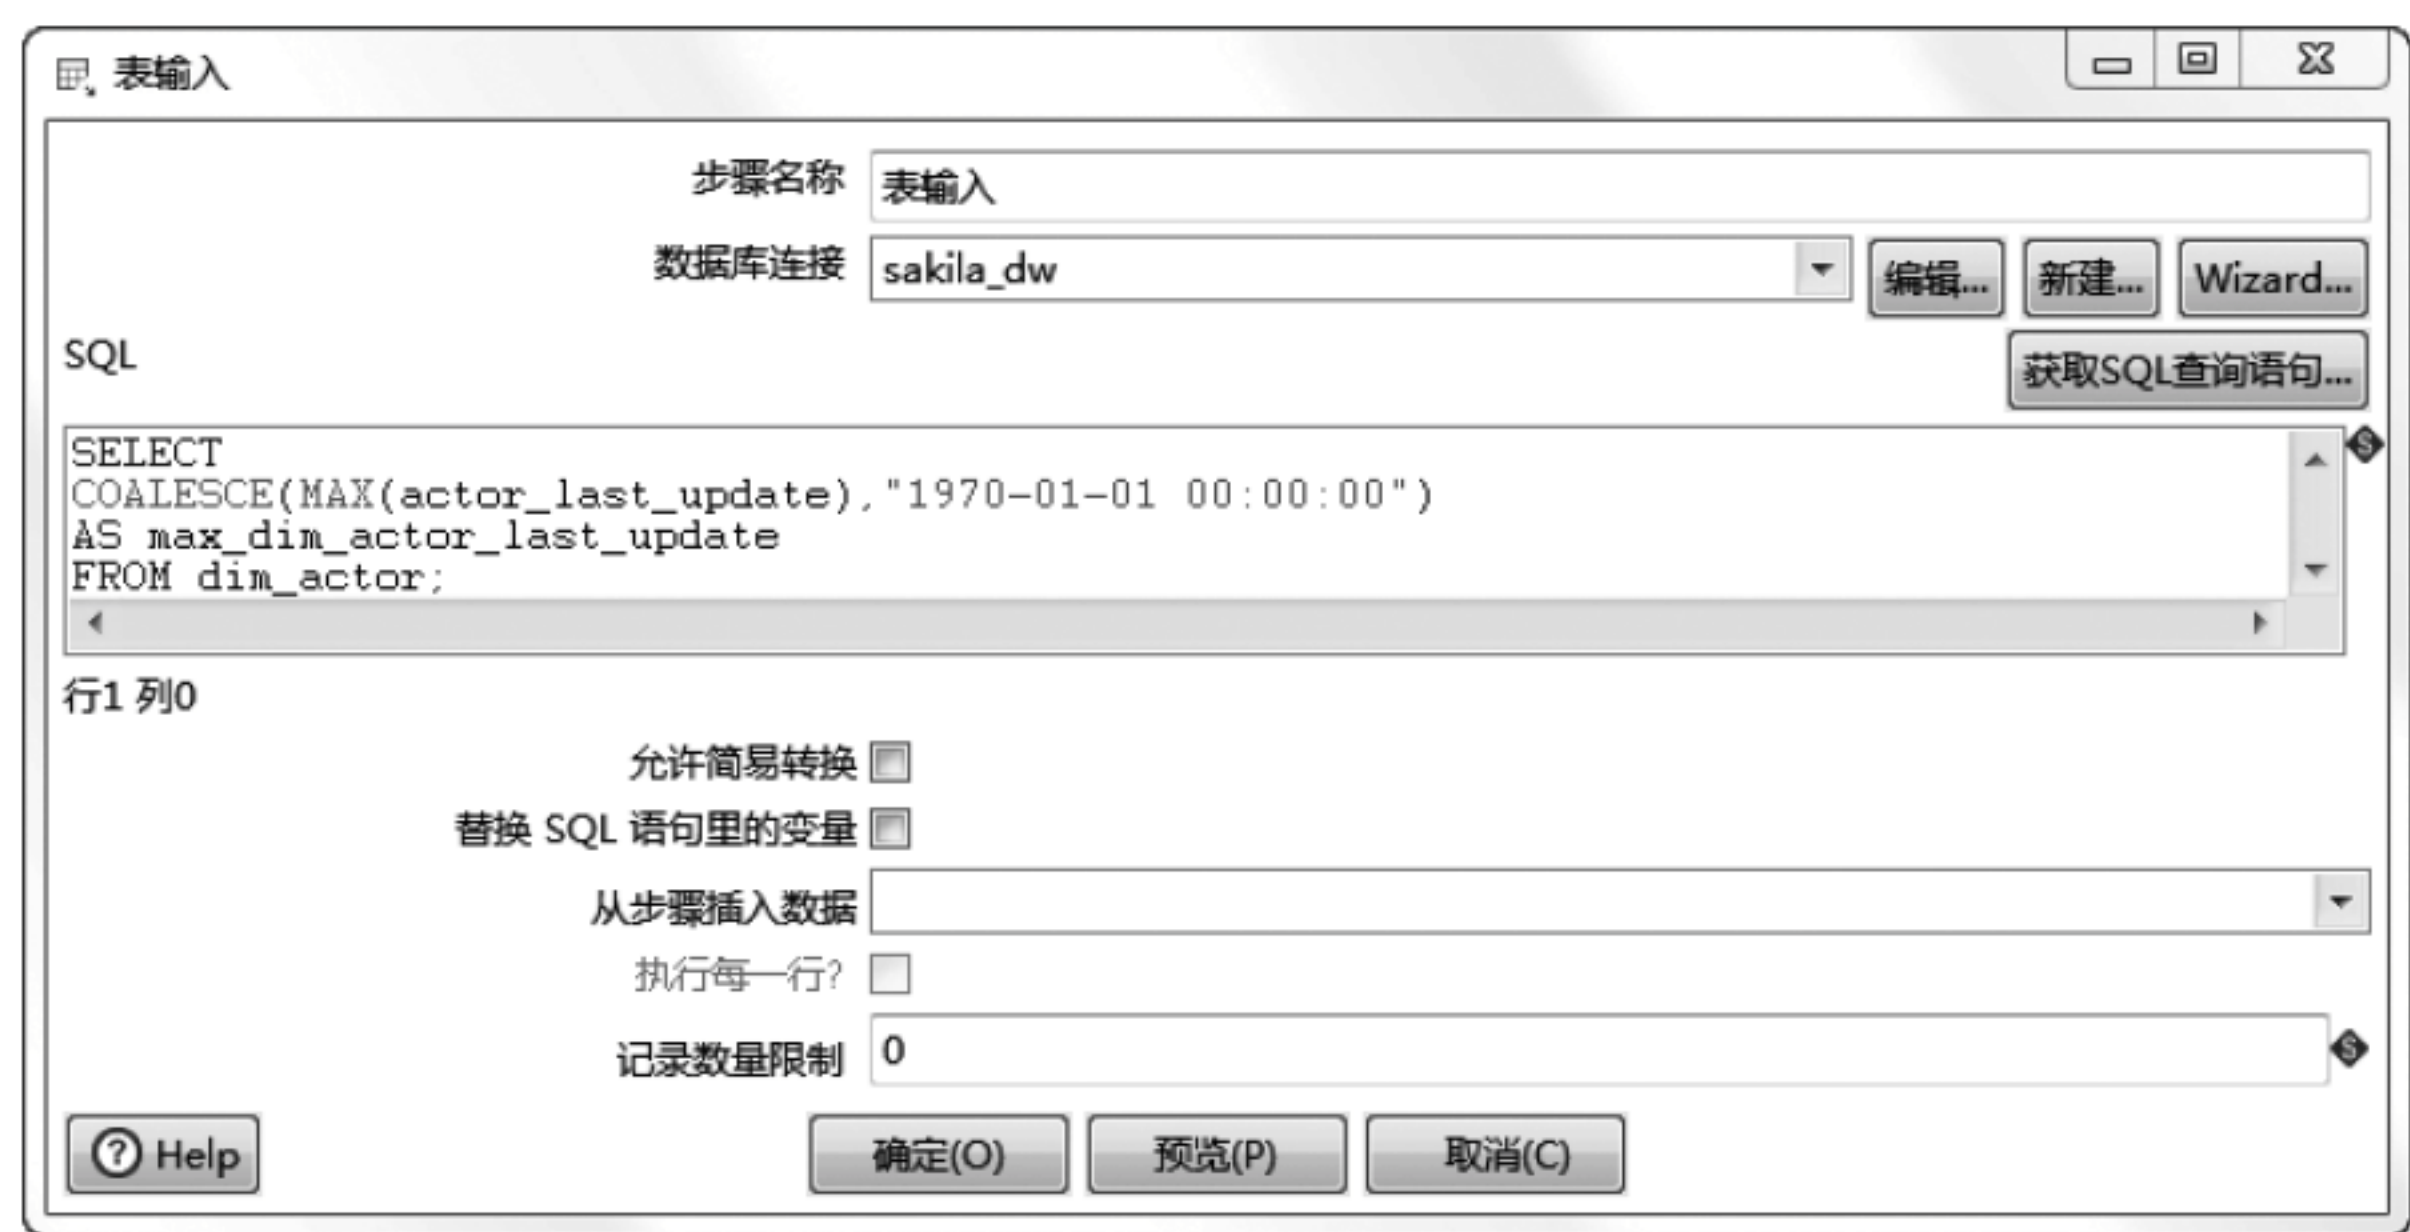 表输入
步骤名称 表输入
数据库连接 sakila_dw 编辑... 新建... Wizard...
SQL 获取SQL查询语句...
SELECT
COALESCE(MAX(actor_last_update),"1970-01-01 00:00:00")
AS max_dim_actor_last_update
FROM dim_actor;
行1 列0
允许简易转换
替换 SQL 语句里的变量
从步骤插入数据
执行每一行?
记录数量限制 0
Help 确定(O) 预览(P) 取消(C)